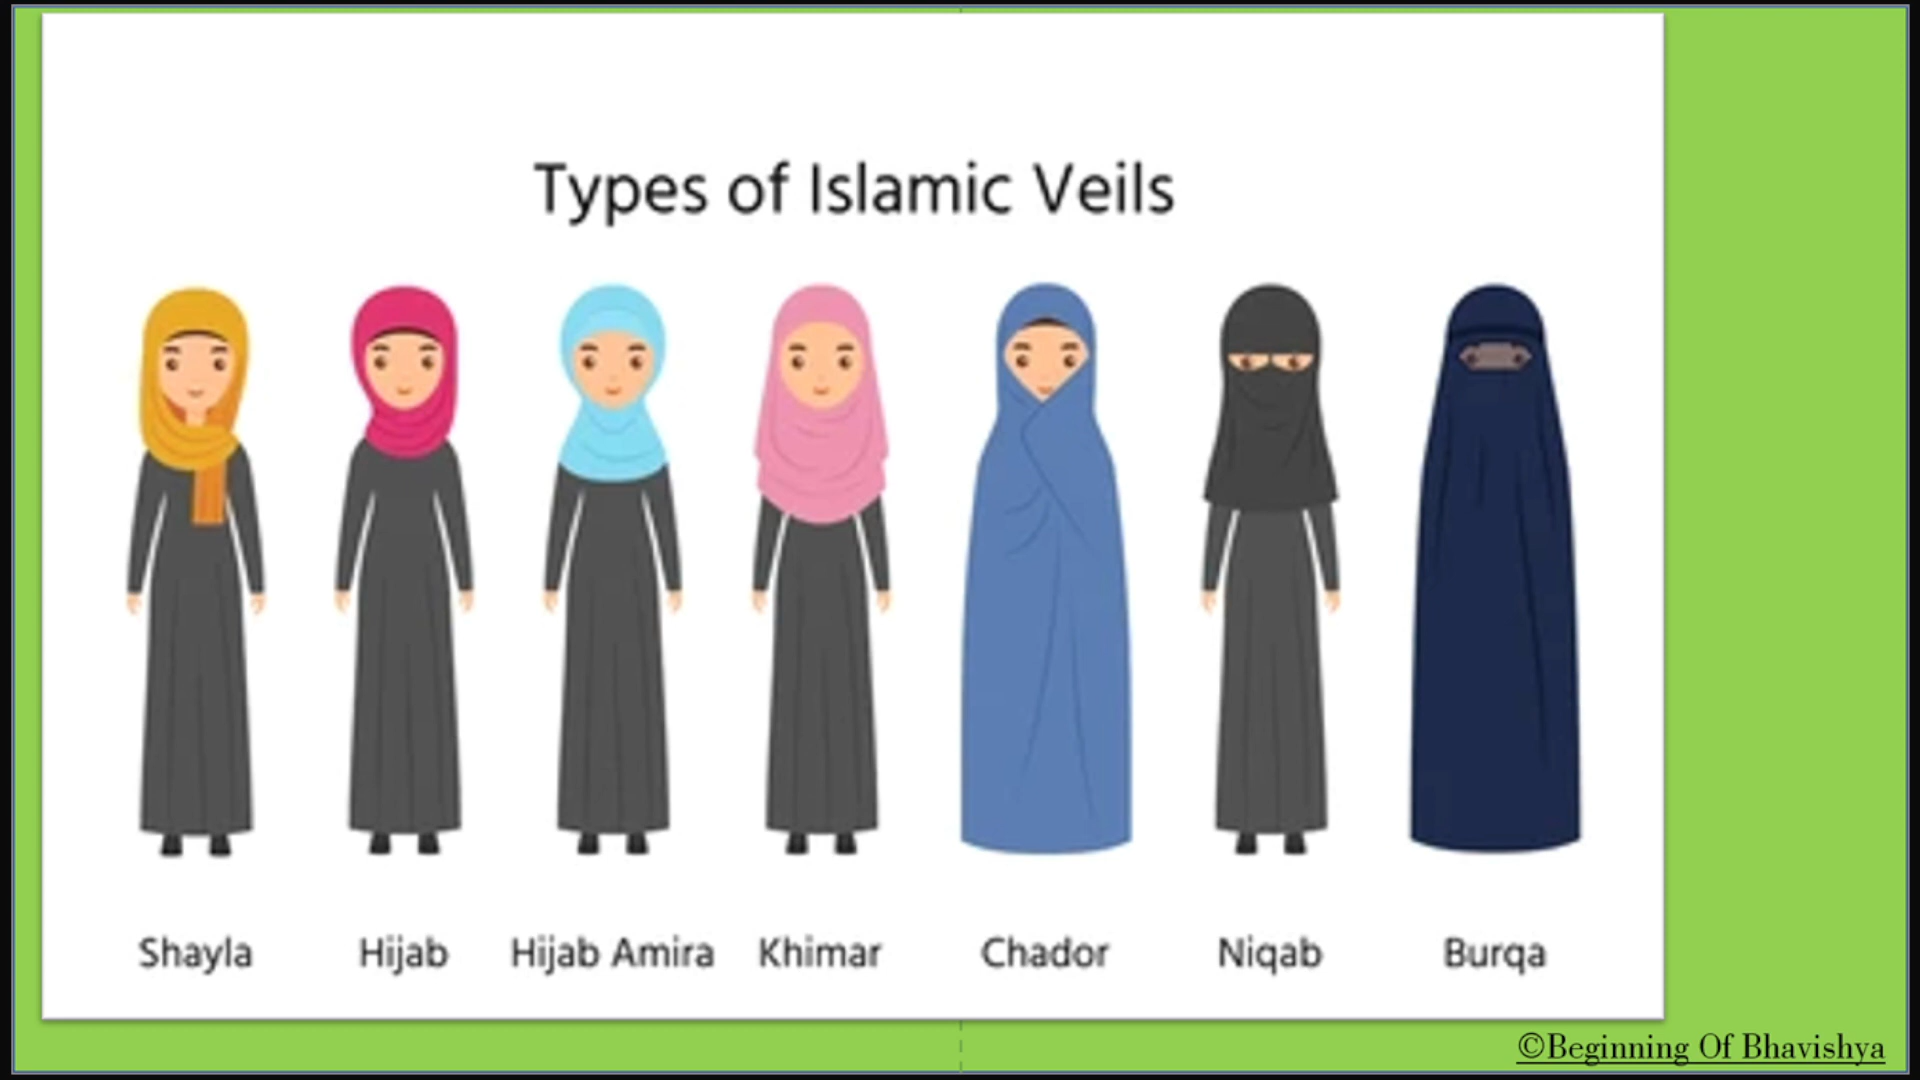 Types of Islamic Veils
Shayla Hijab Hijab Amira Khimar Chador Niqab Burqa
©Beginning Of Bhavishya